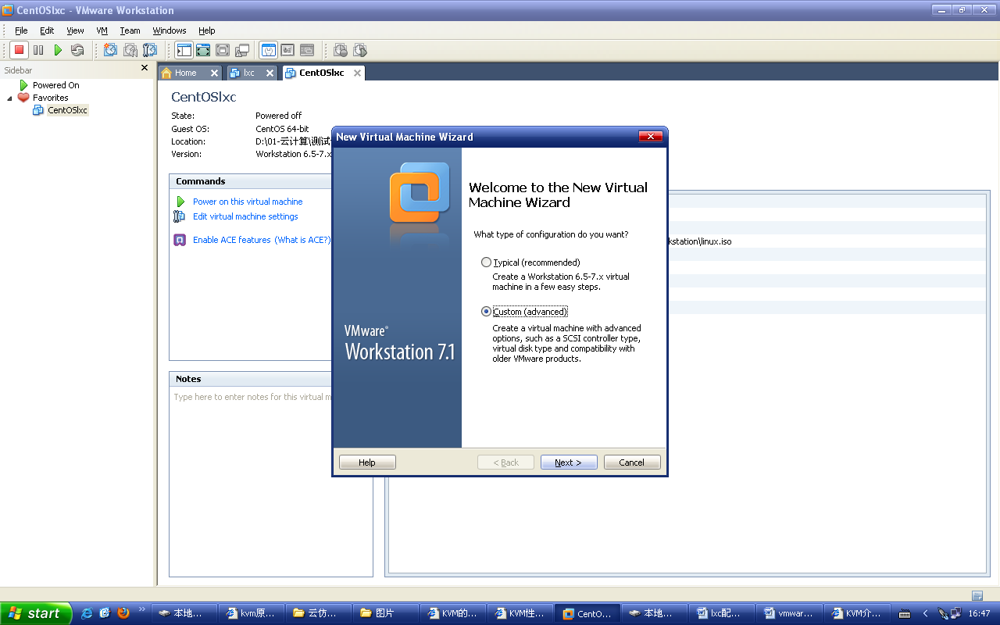 CentOSlxc - VMware Workstation
File Edit View VM Team Windows Help
Sidebar
Powered On
Favorites
CentOSlxc
Home lxc CentOSlxc
CentOSlxc
State: Powered off
Guest OS: CentOS 64-bit
Location: D:\01-云计算\测试
Version: Workstation 6.5-7.x
Commands
Power on this virtual machine
Edit virtual machine settings
Enable ACE features (What is ACE?)
Notes
Type here to enter notes for this virtual m
kstation\linux.iso
New Virtual Machine Wizard
VMware®
Workstation 7.1
Welcome to the New Virtual
Machine Wizard
What type of configuration do you want?
Typical (recommended)
Create a Workstation 6.5-7.x virtual
machine in a few easy steps.
Custom (advanced)
Create a virtual machine with advanced
options, such as a SCSI controller type,
virtual disk type and compatibility with
older VMware products.
Help < Back Next > Cancel
start 本地... kvm原... 云仿... 图片 KVM的... KVM性... CentO... 本地... lxc配... vmwar... KVM介... 16:47